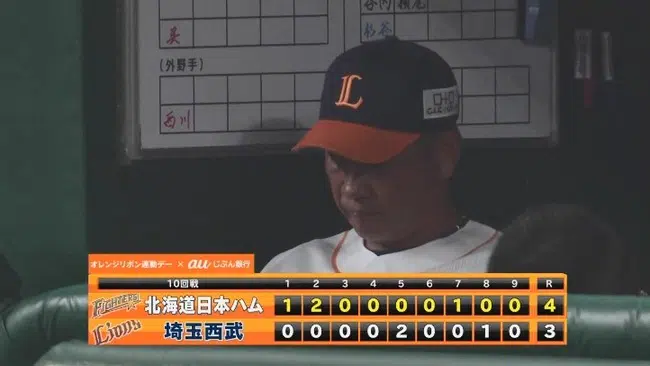 (外野手)
西川
L
オレンジリボン運動デー × auじぶん銀行
10回戦 1 2 3 4 5 6 7 8 9 R
FIGHTERS 北海道日本ハム 1 2 0 0 0 0 1 0 0 4
Lions 埼玉西武 0 0 0 0 2 0 0 1 0 3